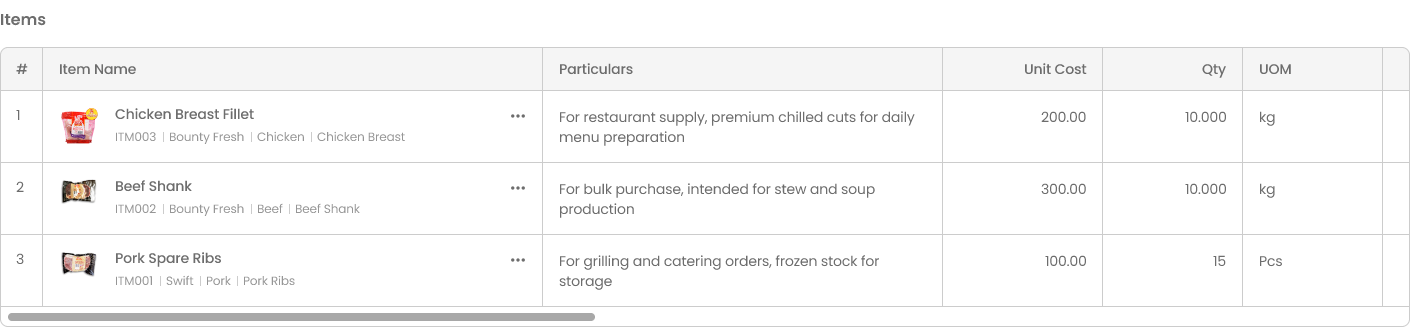 Items
# Item Name Particulars Unit Cost Qty UOM
1 Chicken Breast Fillet ••• For restaurant supply, premium chilled cuts for daily 200.00 10.000 kg
ITM003 | Bounty Fresh | Chicken | Chicken Breast menu preparation
2 Beef Shank ••• For bulk purchase, intended for stew and soup 300.00 10.000 kg
ITM002 | Bounty Fresh | Beef | Beef Shank production
3 Pork Spare Ribs ••• For grilling and catering orders, frozen stock for 100.00 15 Pcs
ITM001 | Swift | Pork | Pork Ribs storage